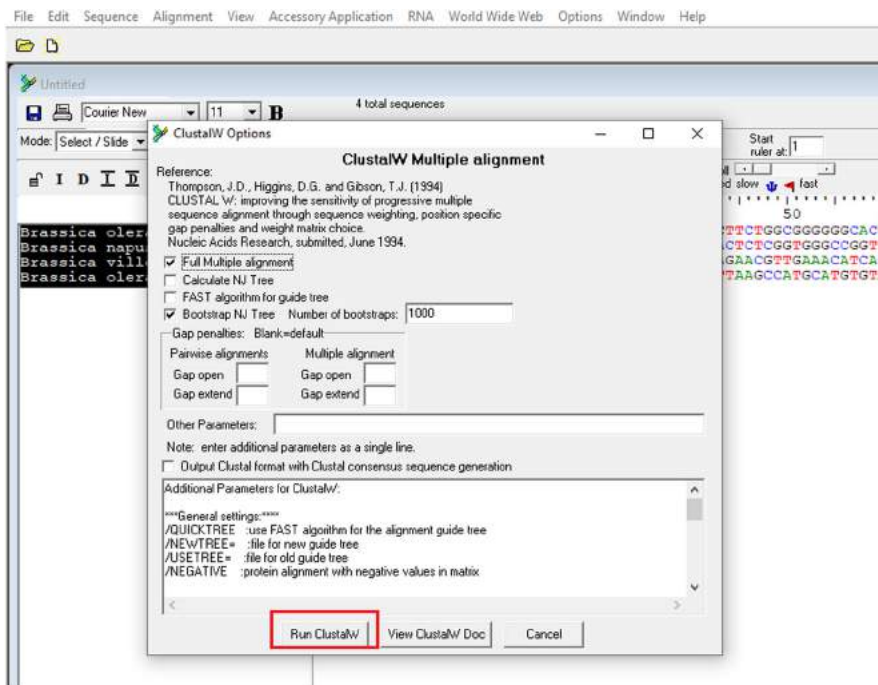 File Edit Sequence Alignment View Accessory Application RNA World Wide Web Options Window Help
Untitled
Courier New 11 B 4 total sequences
Mode: Select / Slide
Start
ruler at: 1
I D I D
slow fast
50
ClustalW Options
ClustalW Multiple alignment
Reference:
Thompson, J.D., Higgins, D.G. and Gibson, T.J. (1994)
CLUSTAL W: improving the sensitivity of progressive multiple
sequence alignment through sequence weighting, position specific
gap penalties and weight matrix choice.
Nucleic Acids Research, submitted, June 1994.
Full Multiple alignment
Calculate NJ Tree
FAST algorithm for guide tree
Bootstrap NJ Tree Number of bootstraps: 1000
Gap penalties: Blank=default
Pairwise alignments Multiple alignment
Gap open Gap open
Gap extend Gap extend
Other Parameters:
Note: enter additional parameters as a single line.
Output Clustal format with Clustal consensus sequence generation
Additional Parameters for ClustalW:
***General settings:****
/QUICKTREE :use FAST algorithm for the alignment guide tree
/NEWTREE= :file for new guide tree
/USETREE= :file for old guide tree
/NEGATIVE :protein alignment with negative values in matrix
Run ClustalW View ClustalW Doc Cancel
Brassica oler
Brassica napu
Brassica vill
Brassica oler
TTCTGGCGGGGGGCAC
CTCTCGGTGGGCCGGT
GAACGTTGAAACATCA
TTAAGCCATGCATGTGT